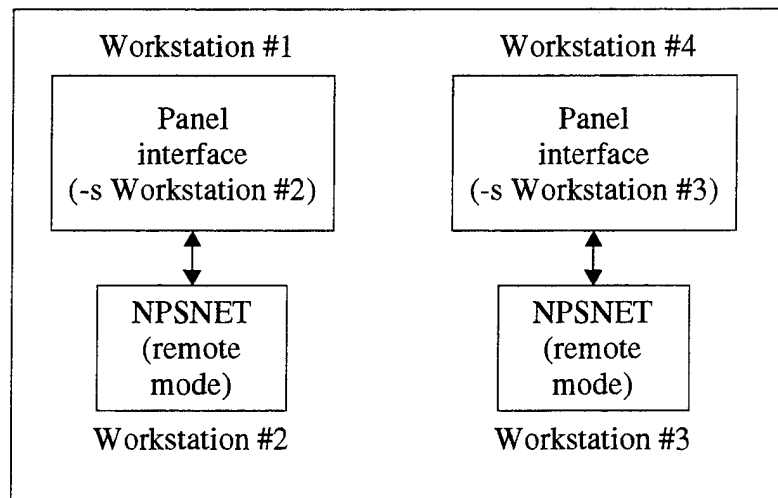 Workstation #1
Panel
interface
(-s Workstation #2)
NPSNET
(remote
mode)
Workstation #2
Workstation #4
Panel
interface
(-s Workstation #3)
NPSNET
(remote
mode)
Workstation #3